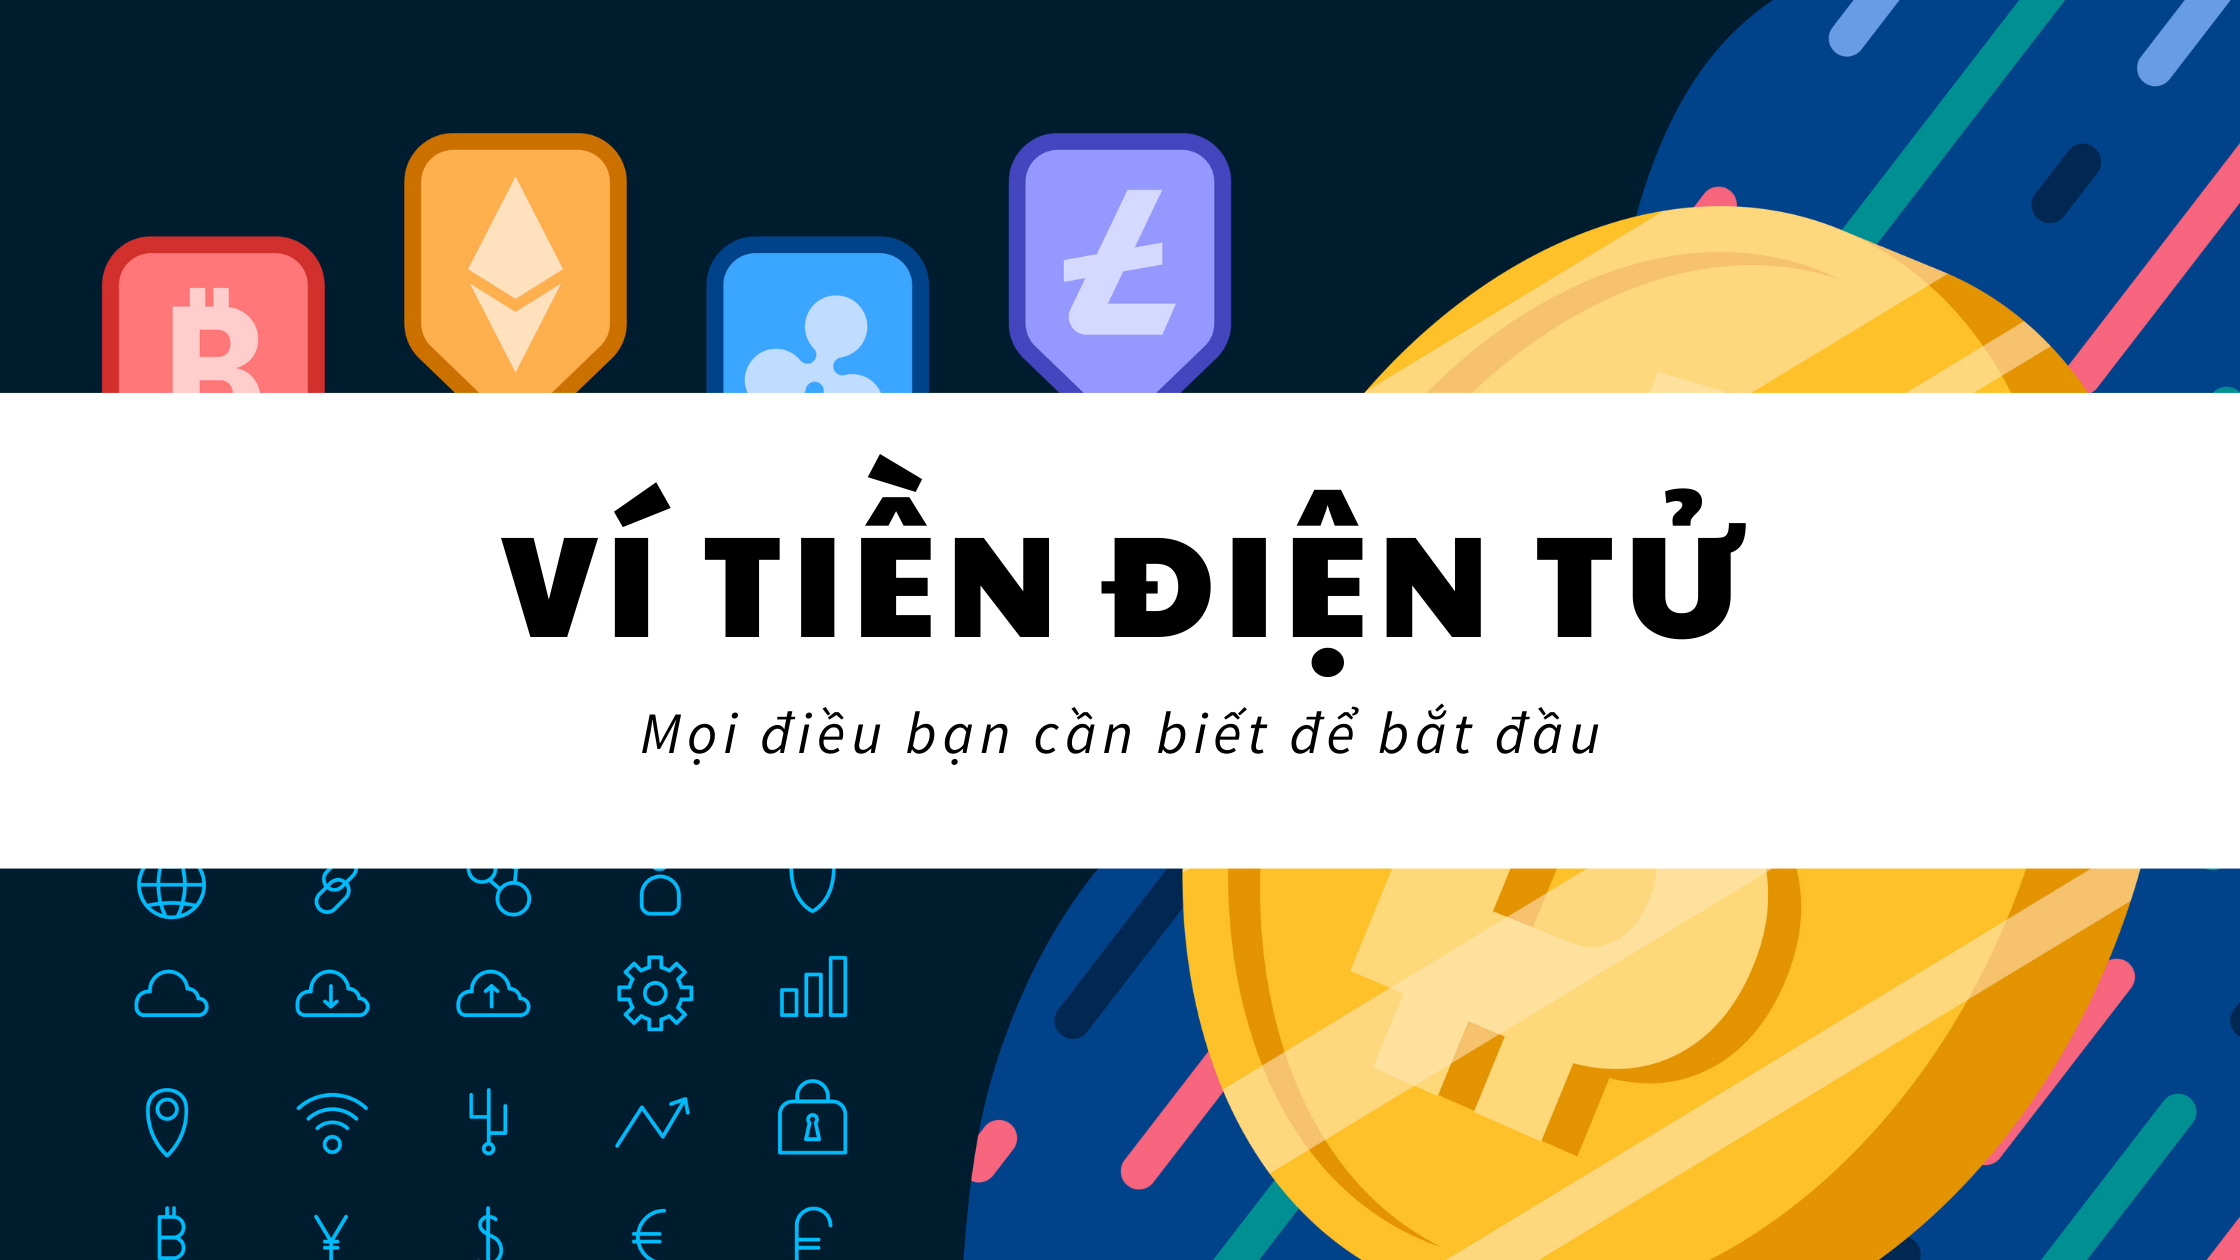 VÍ TIỀN ĐIỆN TỬ
Mọi điều bạn cần biết để bắt đầu